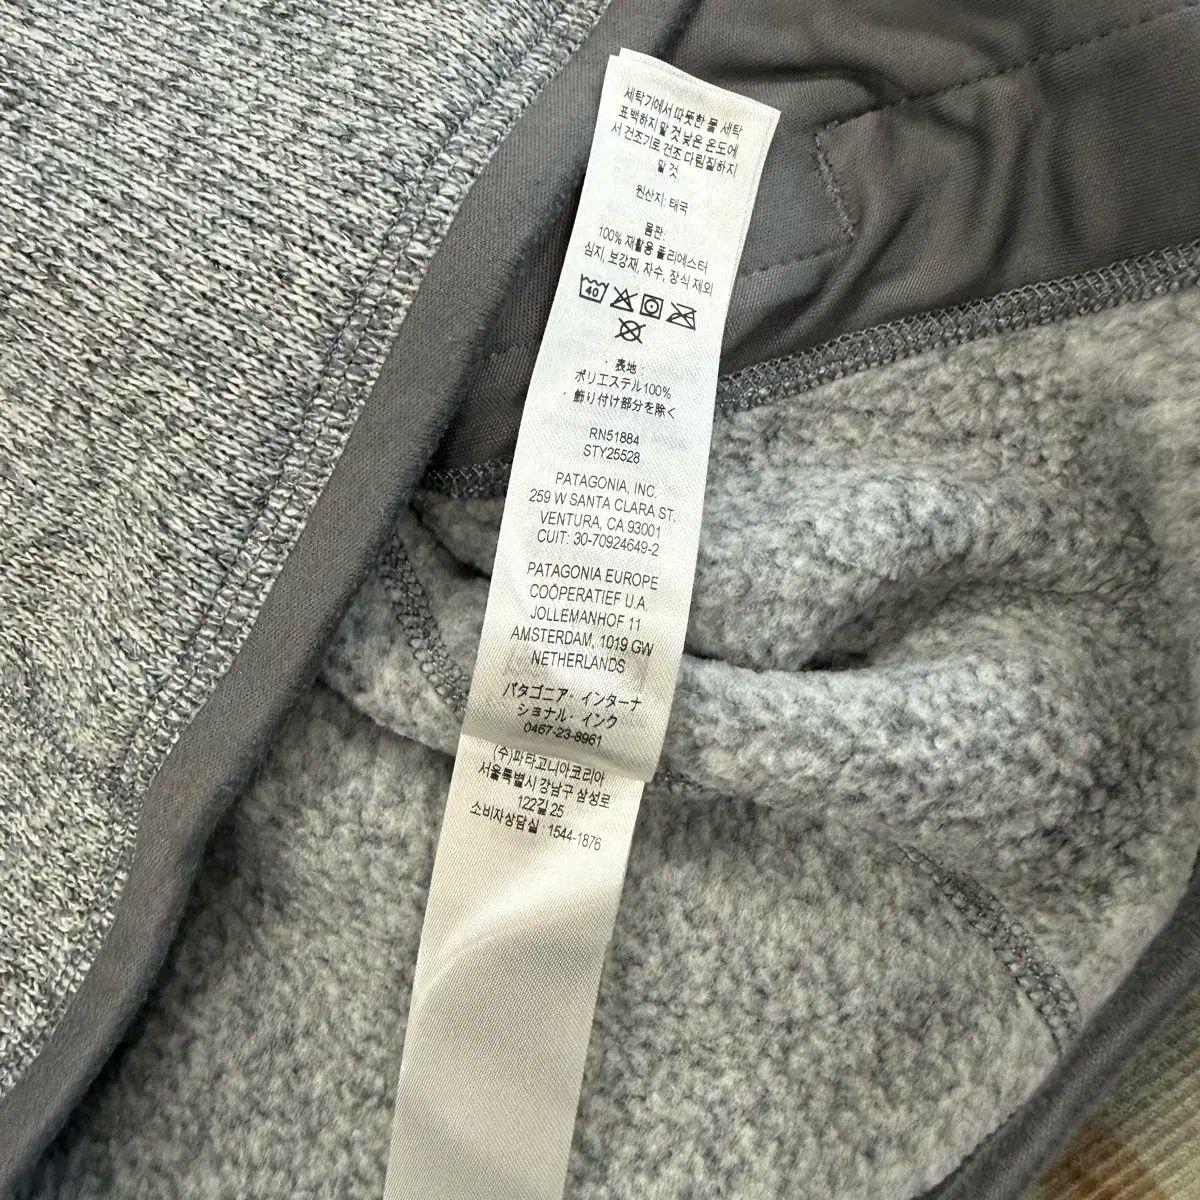 세탁기에서 따뜻한 물 세탁
표백하지 말 것 낮은 온도에
서 건조기로 건조 다림질하지
말 것
원산지: 태국
몸판:
100% 재활용 폴리에스터
심지, 보강재, 자수, 장식 제외
40
表地:
ポリエステル100%
飾り付け部分を除く
RN51884
STY25528
PATAGONIA, INC.
259 W SANTA CLARA ST.
VENTURA, CA 93001
CUIT: 30-70924649-2
PATAGONIA EUROPE
COÖPERATIEF U.A.
JOLLEMANHOF 11
AMSTERDAM, 1019 GW
NETHERLANDS
パタゴニア・インターナ
ショナル・インク
0467-23-8961
(주)파타고니아코리아
서울특별시 강남구 삼성로
122길 25
소비자상담실 : 1544-1876